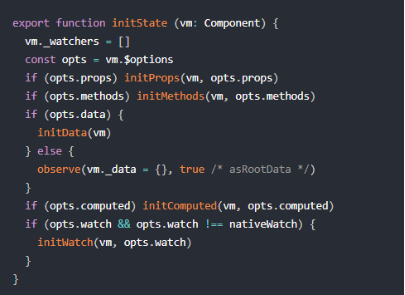 export function initState (vm: Component) {
  vm._watchers = []
  const opts = vm.$options
  if (opts.props) initProps(vm, opts.props)
  if (opts.methods) initMethods(vm, opts.methods)
  if (opts.data) {
    initData(vm)
  } else {
    observe(vm._data = {}, true /* asRootData */)
  }
  if (opts.computed) initComputed(vm, opts.computed)
  if (opts.watch && opts.watch !== nativeWatch) {
    initWatch(vm, opts.watch)
  }
}